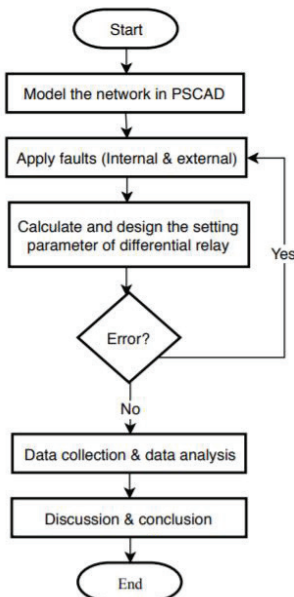 Start
Model the network in PSCAD
Apply faults (Internal & external)
Calculate and design the setting
parameter of differential relay
Yes
Error?
No
Data collection & data analysis
Discussion & conclusion
End